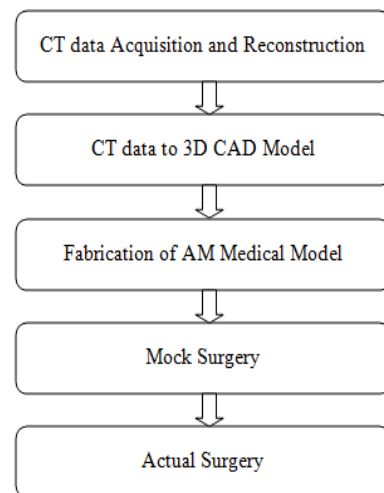 CT data Acquisition and Reconstruction
CT data to 3D CAD Model
Fabrication of AM Medical Model
Mock Surgery
Actual Surgery